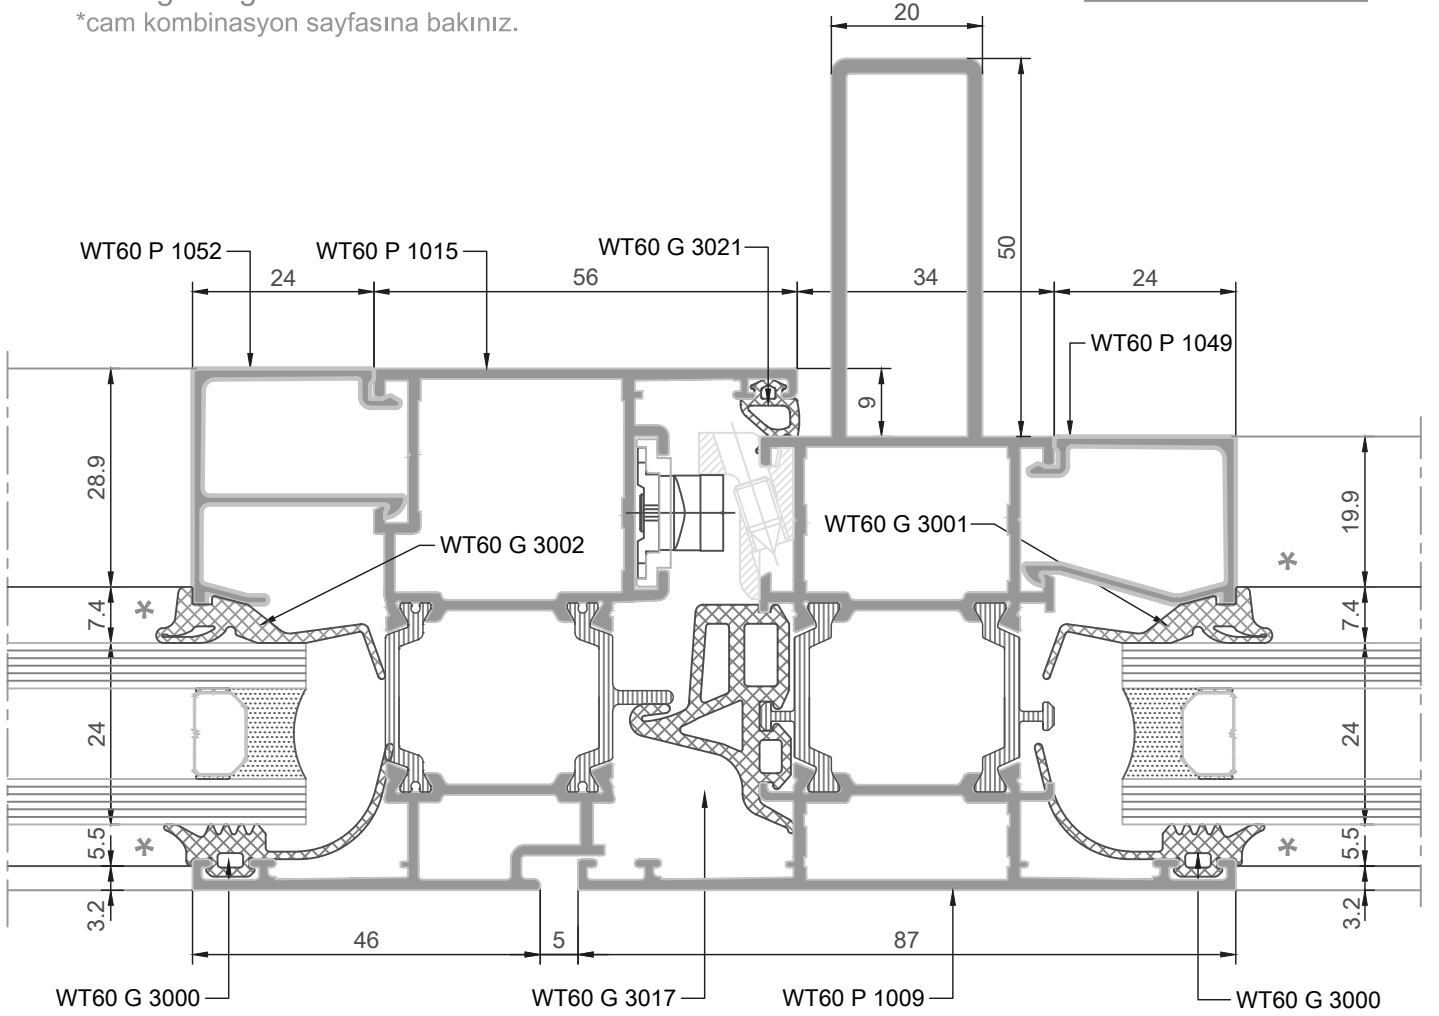 *cam kombinasyon sayfasına bakınız.
20
50
WT60 P 1052
WT60 P 1015
WT60 G 3021
24
56
34
24
WT60 P 1049
9
28.9
19.9
WT60 G 3002
WT60 G 3001
*
*
7.4
7.4
24
24
*
*
5.5
5.5
3.2
3.2
46
5
87
WT60 G 3000
WT60 G 3017
WT60 P 1009
WT60 G 3000